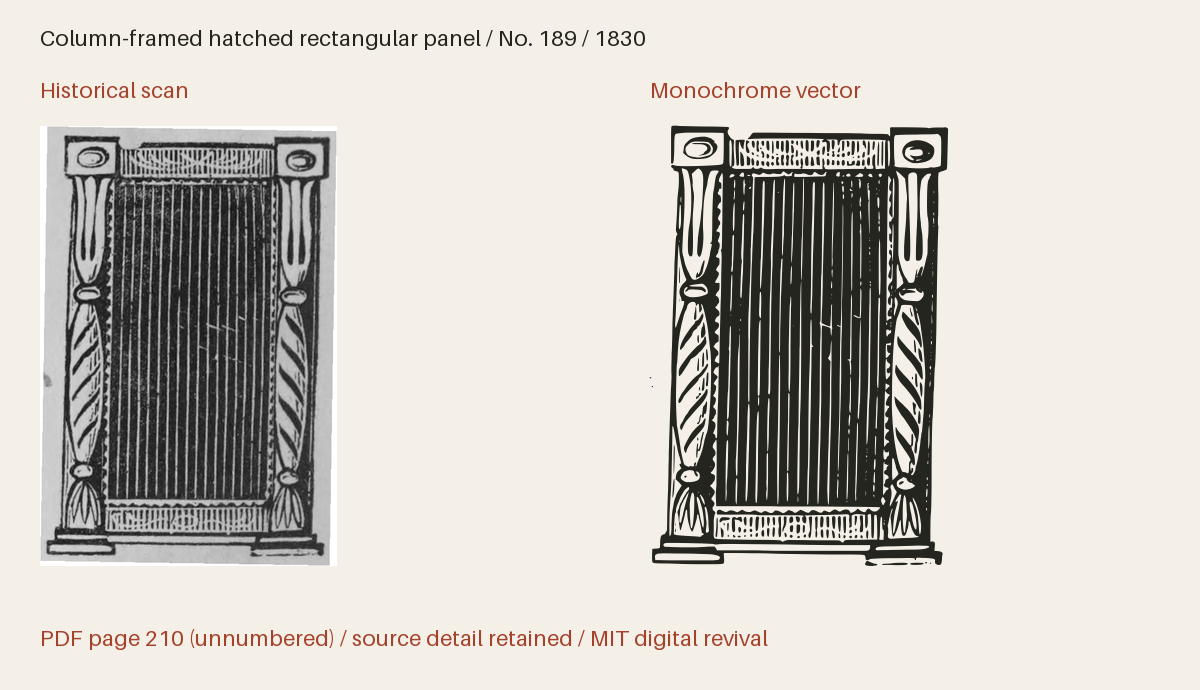 Column-framed hatched rectangular panel / No. 189 / 1830
Historical scan
Monochrome vector
PDF page 210 (unnumbered) / source detail retained / MIT digital revival